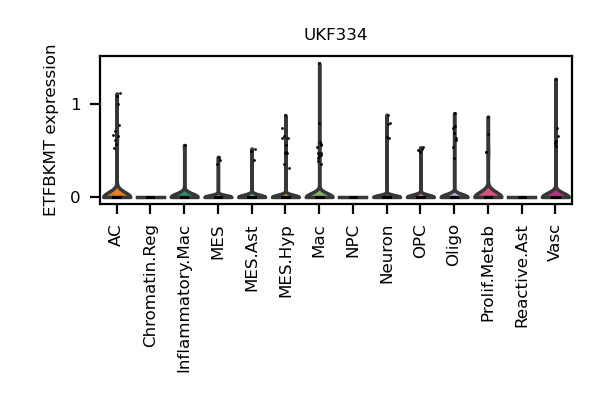 UKF334
ETFBKMT expression
1
0
AC
Chromatin.Reg
Inflammatory.Mac
MES
MES.Ast
MES.Hyp
Mac
NPC
Neuron
OPC
Oligo
Prolif.Metab
Reactive.Ast
Vasc